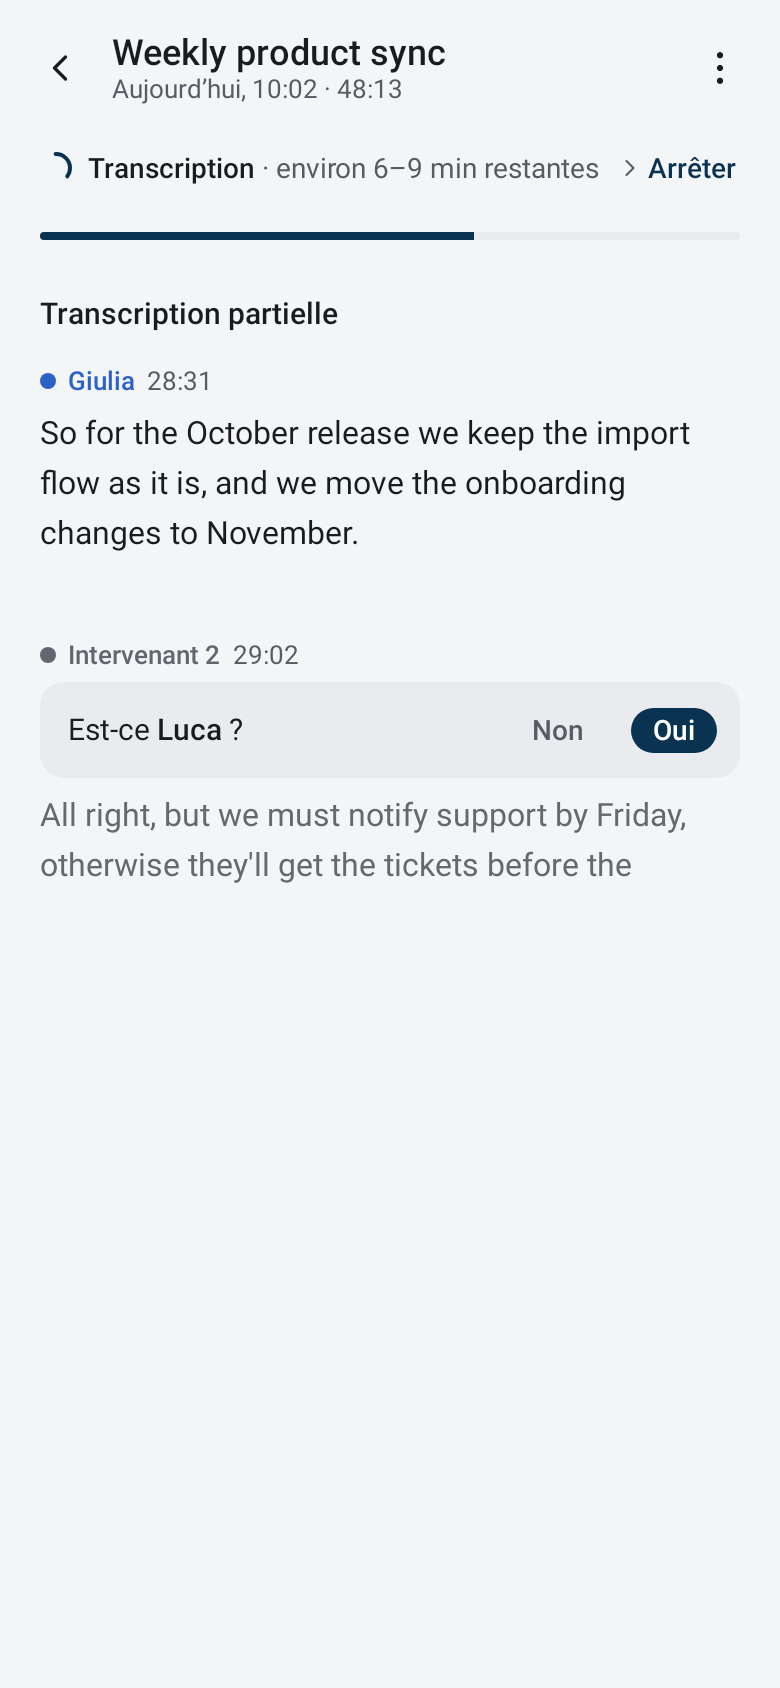 Weekly product sync
Aujourd’hui, 10:02 · 48:13
Transcription · environ 6–9 min restantes > Arrêter
Transcription partielle
Giulia 28:31
So for the October release we keep the import
flow as it is, and we move the onboarding
changes to November.
Intervenant 2 29:02
Est-ce Luca ? Non Oui
All right, but we must notify support by Friday,
otherwise they'll get the tickets before the